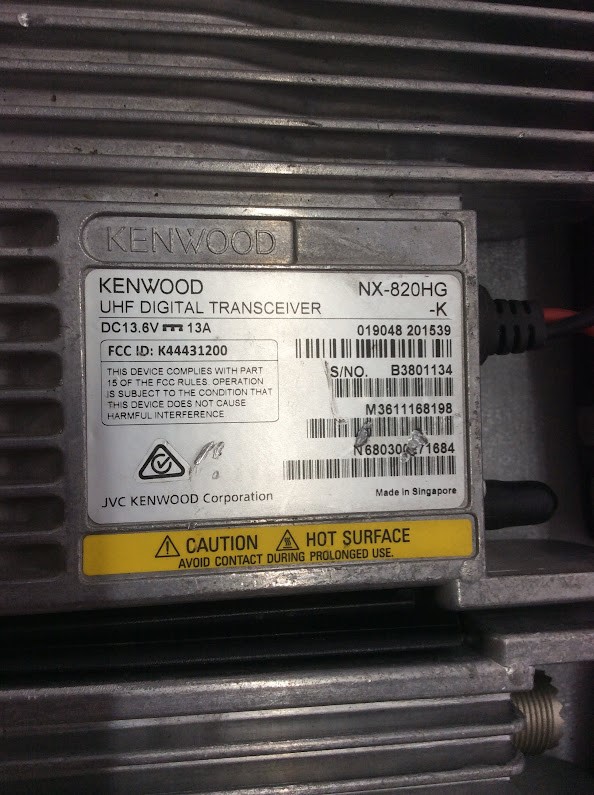 KENWOOD
KENWOOD
NX-820HG
UHF DIGITAL TRANSCEIVER
-K
DC13.6V 13A
019048 201539
FCC ID: K44431200
S/NO. B3801134
THIS DEVICE COMPLIES WITH PART
15 OF THE FCC RULES. OPERATION
IS SUBJECT TO THE CONDITION THAT
THIS DEVICE DOES NOT CAUSE
HARMFUL INTERFERENCE
M3611168198
JVC KENWOOD Corporation
Made in Singapore
CAUTION HOT SURFACE
AVOID CONTACT DURING PROLONGED USE.